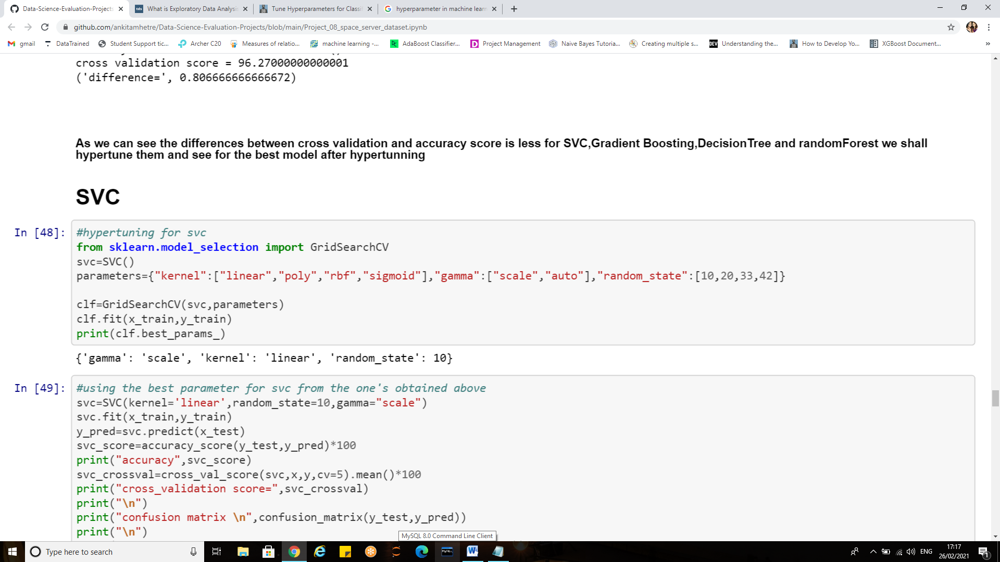 Data-Science-Evaluation-Projects
What is Exploratory Data Analysis
Tune Hyperparameters for Classif
hyperparameter in machine learn
github.com/ankitamhetre/Data-Science-Evaluation-Projects/blob/main/Project_08_space_server_dataset.ipynb
gmail
DataTrained
Student Support tic...
Archer C20
Measures of relatio...
machine learning -...
AdaBoost Classifier...
Project Management
Naive Bayes Tutoria...
Creating multiple s...
Understanding the...
How to Develop Yo...
XGBoost Document...
cross validation score = 96.27000000000001
('difference=', 0.806666666666672)
As we can see the differences between cross validation and accuracy score is less for SVC,Gradient Boosting,DecisionTree and randomForest we shall
hypertune them and see for the best model after hypertunning
SVC
In [48]:
#hypertuning for svc
from sklearn.model_selection import GridSearchCV
svc=SVC()
parameters={"kernel":["linear","poly","rbf","sigmoid"],"gamma":["scale","auto"],"random_state":[10,20,33,42]}
clf=GridSearchCV(svc,parameters)
clf.fit(x_train,y_train)
print(clf.best_params_)
{'gamma': 'scale', 'kernel': 'linear', 'random_state': 10}
In [49]:
#using the best parameter for svc from the one's obtained above
svc=SVC(kernel='linear',random_state=10,gamma="scale")
svc.fit(x_train,y_train)
y_pred=svc.predict(x_test)
svc_score=accuracy_score(y_test,y_pred)*100
print("accuracy",svc_score)
svc_crossval=cross_val_score(svc,x,y,cv=5).mean()*100
print("cross_validation score=",svc_crossval)
print("\n")
print("confusion matrix \n",confusion_matrix(y_test,y_pred))
print("\n")
MySQL 8.0 Command Line Client
Type here to search
ENG
17:17
26/02/2021
1